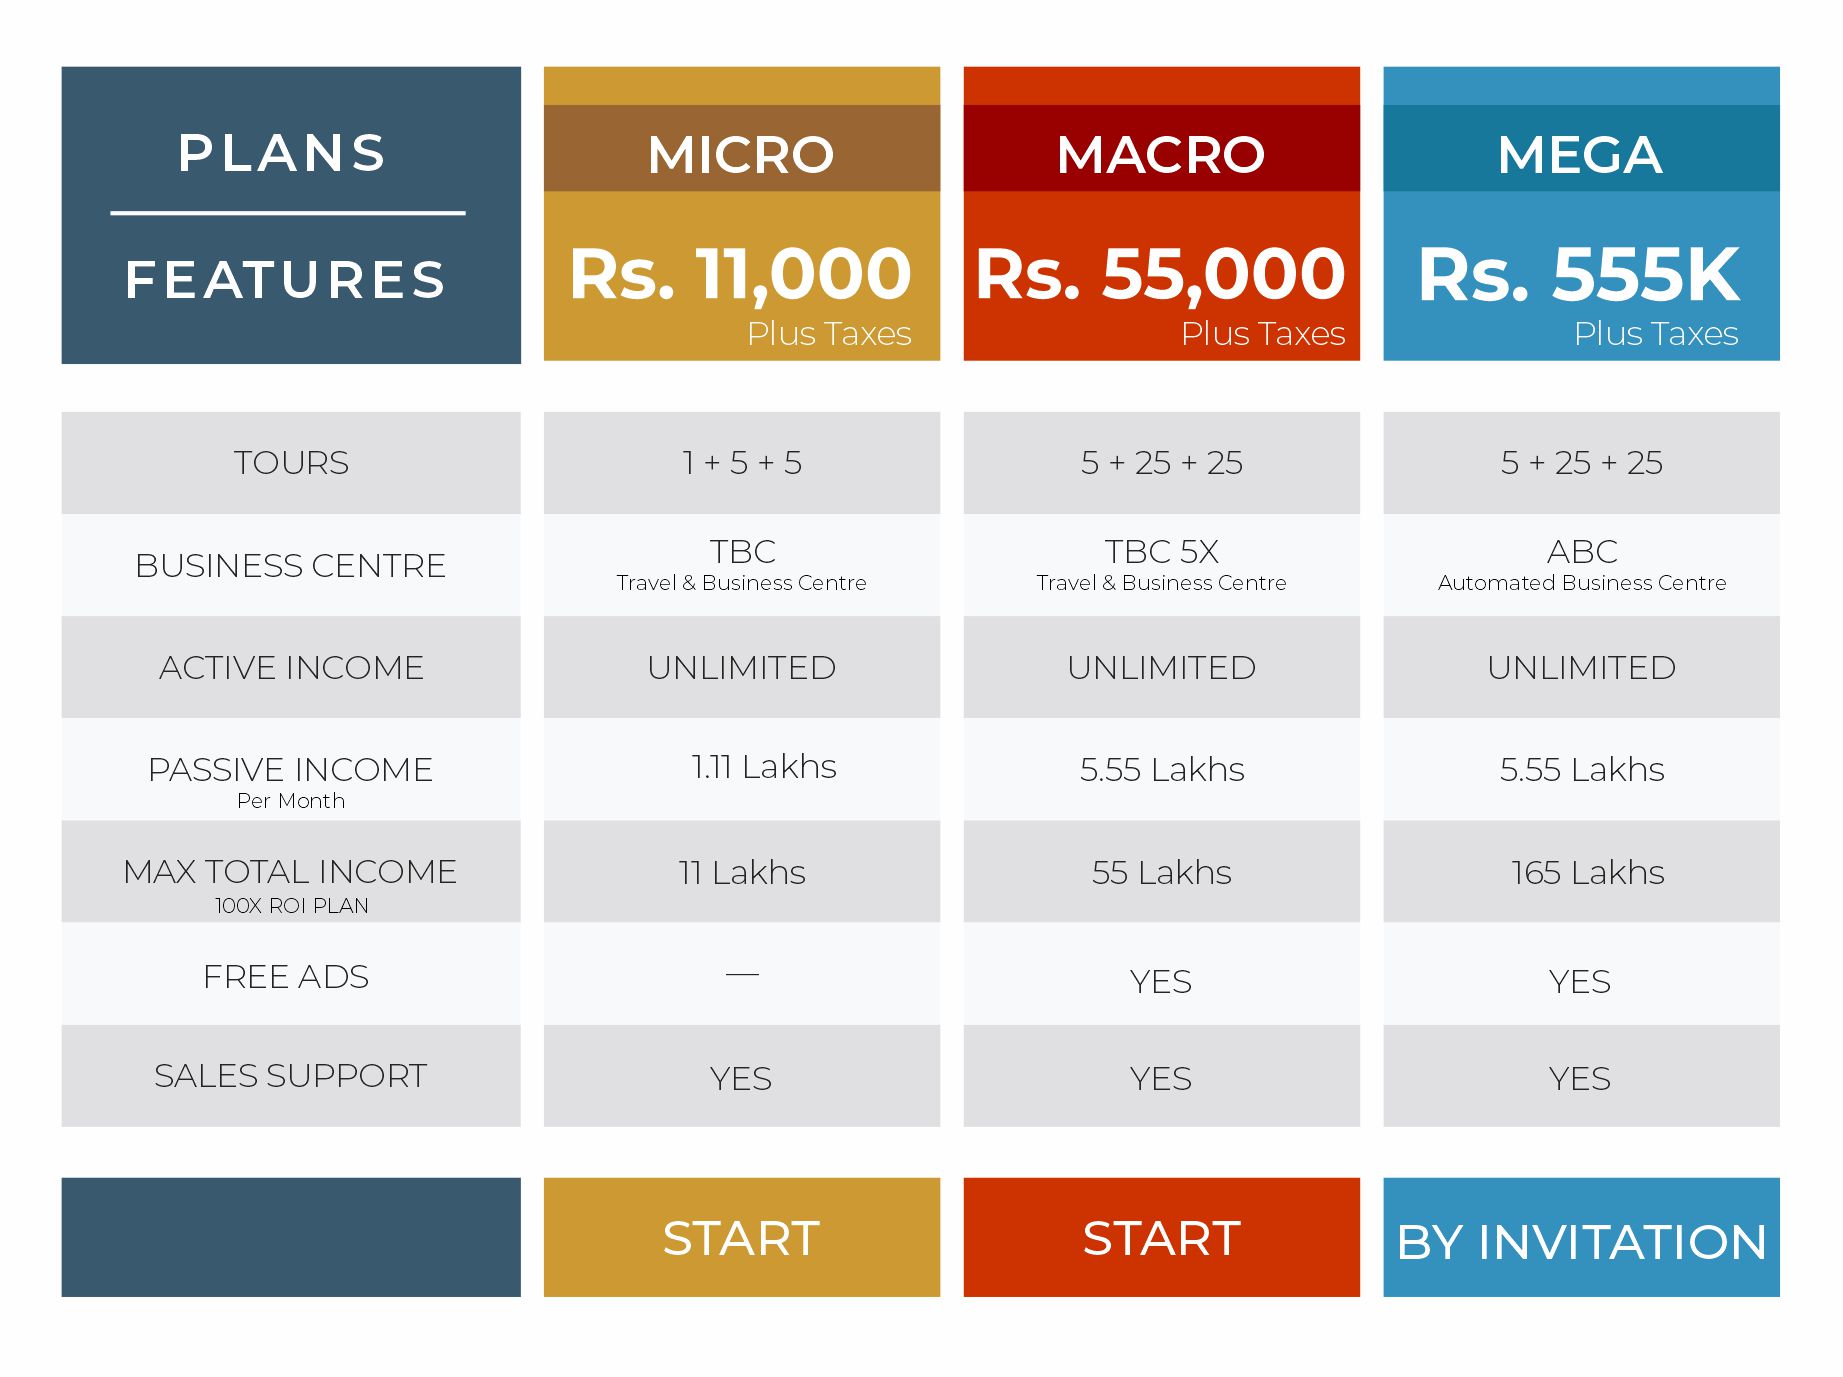 PLANS
FEATURES
MICRO
Rs. 11,000
Plus Taxes
MACRO
Rs. 55,000
Plus Taxes
MEGA
Rs. 555K
Plus Taxes
TOURS
1 + 5 + 5
5 + 25 + 25
5 + 25 + 25
BUSINESS CENTRE
TBC
Travel & Business Centre
TBC 5X
Travel & Business Centre
ABC
Automated Business Centre
ACTIVE INCOME
UNLIMITED
UNLIMITED
UNLIMITED
PASSIVE INCOME
Per Month
1.11 Lakhs
5.55 Lakhs
5.55 Lakhs
MAX TOTAL INCOME
100X ROI PLAN
11 Lakhs
55 Lakhs
165 Lakhs
FREE ADS
—
YES
YES
SALES SUPPORT
YES
YES
YES
START
START
BY INVITATION